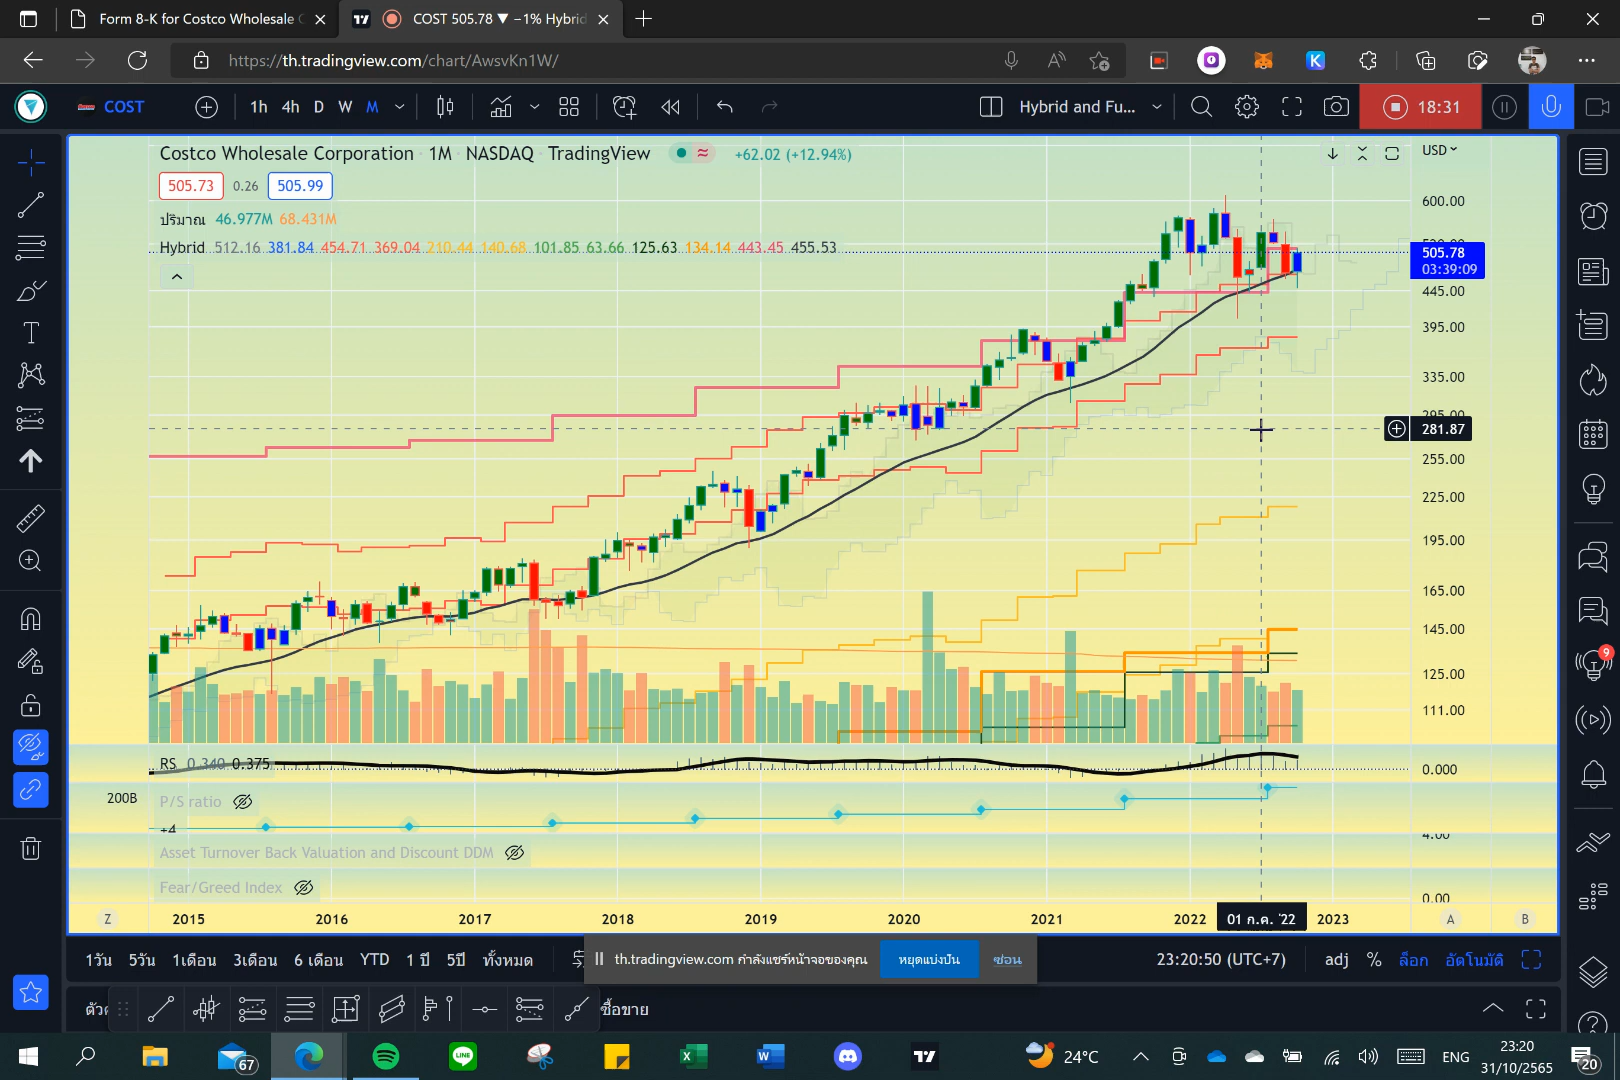 Form 8-K for Costco Wholesale C
COST 505.78 ▼ −1% Hybrid
https://th.tradingview.com/chart/AwsvKn1W/
COST 1h 4h D W M Hybrid and Fu... 18:31
Costco Wholesale Corporation 1M NASDAQ TradingView +62.02 (+12.94%)
USD
505.73 0.26 505.99
600.00
ปริมาณ 46.977M 68.431M
Hybrid 512.16 381.84 454.71 369.04 210.44 140.68 101.85 63.66 125.63 134.14 443.45 455.53
505.78
03:39:09
445.00
395.00
335.00
295.00
281.87
255.00
225.00
195.00
165.00
145.00
125.00
111.00
RS 0.340 0.375
0.000
200B
P/S ratio
+4
4.00
Asset Turnover Back Valuation and Discount DDM
Fear/Greed Index
0.00
Z 2015 2016 2017 2018 2019 2020 2021 2022 01 ก.ค. '22 2023 A B
1วัน 5วัน 1เดือน 3เดือน 6 เดือน YTD 1 ปี 5ปี ทั้งหมด
th.tradingview.com กำลังแชร์หน้าจอของคุณ หยุดแบ่งปัน ซ่อน
23:20:50 (UTC+7) adj % ล็อก อัตโนมัติ
ซื้อขาย
9
67
LINE
24°C
ENG
23:20
31/10/2565
20